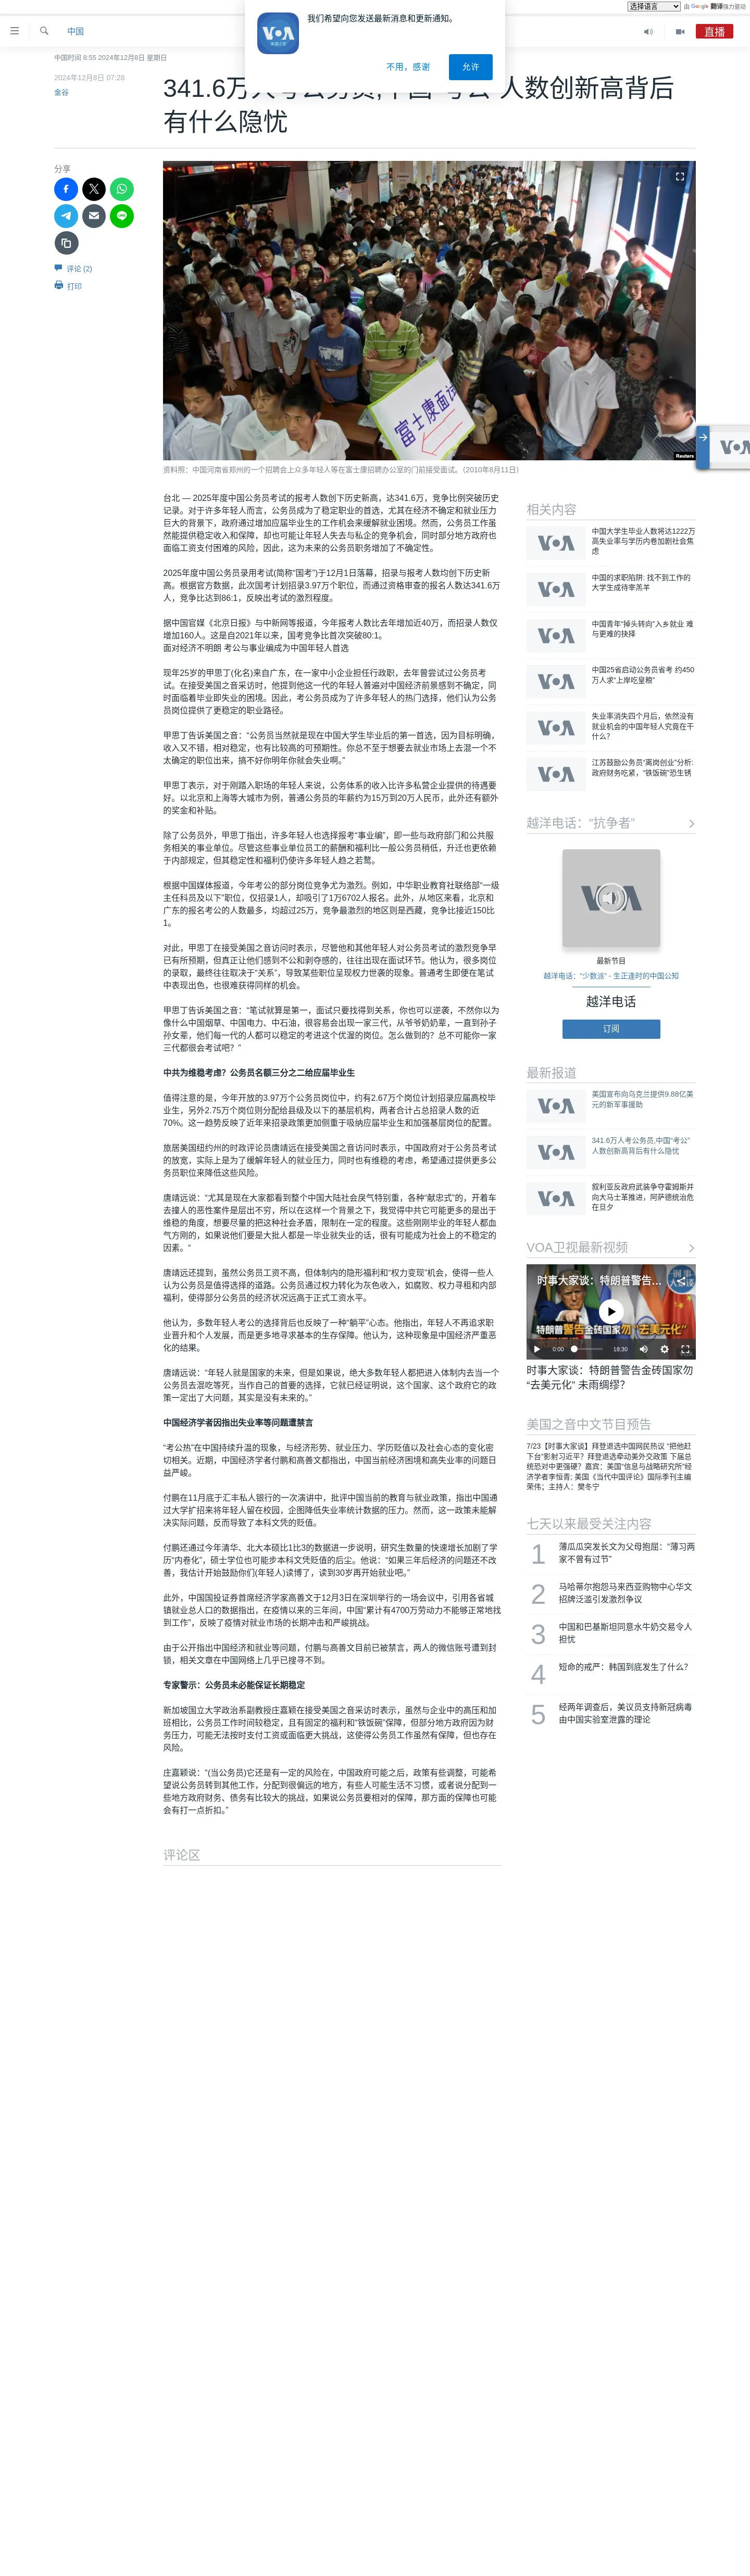 选择语言
由 Google 翻译强力驱动
中国
直播
VOA
我们希望向您发送最新消息和更新通知。
不用，感谢
允许
中国时间 8:55 2024年12月8日 星期日
2024年12月8日 07:28
金谷
人数创新高背后
有什么隐忧
分享
评论 (2)
打印
富士康面试
Reuters
资料照：中国河南省郑州的一个招聘会上众多年轻人等在富士康招聘办公室的门前接受面试。（2010年8月11日）
台北 — 2025年度中国公务员考试的报考人数创下历史新高，达341.6万，竞争比例突破历史
记录。对于许多年轻人而言，公务员成为了稳定职业的首选，尤其在经济不确定和就业压力
巨大的背景下，政府通过增加应届毕业生的工作机会来缓解就业困境。然而，公务员工作虽
然能提供稳定收入和保障，却也可能让年轻人失去与私企的竞争机会，同时部分地方政府也
面临工资支付困难的风险，因此，这为未来的公务员职务增加了不确定性。
2025年度中国公务员录用考试(简称“国考”)于12月1日落幕，招录与报考人数均创下历史新
高。根据官方数据，此次国考计划招录3.97万个职位，而通过资格审查的报名人数达341.6万
人，竞争比达到86:1，反映出考试的激烈程度。
据中国官媒《北京日报》与中新网等报道，今年报考人数比去年增加近40万，而招录人数仅
增加160人。这是自2021年以来，国考竞争比首次突破80:1。
面对经济不明朗 考公与事业编成为中国年轻人首选
现年25岁的甲思丁(化名)来自广东，在一家中小企业担任行政职，去年曾尝试过公务员考
试。在接受美国之音采访时，他提到他这一代的年轻人普遍对中国经济前景感到不确定，同
时面临着毕业即失业的困境。因此，考公务员成为了许多年轻人的热门选择，他们认为公务
员岗位提供了更稳定的职业路径。
甲思丁告诉美国之音：“公务员当然就是现在中国大学生毕业后的第一首选，因为目标明确，
收入又不错，相对稳定，也有比较高的可预期性。你总不至于想要去就业市场上去混一个不
太确定的职位出来，搞不好你明年你就会失业啊。”
甲思丁表示，对于刚踏入职场的年轻人来说，公务体系的收入比许多私营企业提供的待遇要
好。以北京和上海等大城市为例，普通公务员的年薪约为15万到20万人民币，此外还有额外
的奖金和补贴。
除了公务员外，甲思丁指出，许多年轻人也选择报考“事业编”，即一些与政府部门和公共服
务相关的事业单位。尽管这些事业单位员工的薪酬和福利比一般公务员稍低，升迁也更依赖
于内部规定，但其稳定性和福利仍使许多年轻人趋之若鹜。
根据中国媒体报道，今年考公的部分岗位竞争尤为激烈。例如，中华职业教育社联络部“一级
主任科员及以下”职位，仅招录1人，却吸引了1万6702人报名。此外，从地区来看，北京和
广东的报名考公的人数最多，均超过25万，竞争最激烈的地区则是西藏，竞争比接近150比
1。
对此，甲思丁在接受美国之音访问时表示，尽管他和其他年轻人对公务员考试的激烈竞争早
已有所预期，但真正让他们感到不公和剥夺感的，往往出现在面试环节。他认为，很多岗位
的录取，最终往往取决于“关系”，导致某些职位呈现权力世袭的现象。普通考生即便在笔试
中表现出色，也很难获得同样的机会。
甲思丁告诉美国之音：“笔试就算是第一，面试只要找得到关系，你也可以逆袭，不然你以为
像什么中国烟草、中国电力、中石油，很容易会出现一家三代，从爷爷奶奶辈，一直到孙子
孙女辈，他们每一代的人都可以稳定的考进这个优渥的岗位。怎么做到的？总不可能你一家
三代都很会考试吧？”
中共为维稳考虑？公务员名额三分之二给应届毕业生
值得注意的是，今年开放的3.97万个公务员岗位中，约有2.67万个岗位计划招录应届高校毕
业生，另外2.75万个岗位则分配给县级及以下的基层机构，两者合计占总招录人数的近
70%。这一趋势反映了近年来招录政策更加侧重于吸纳应届毕业生和加强基层岗位的配置。
旅居美国纽约州的时政评论员唐靖远在接受美国之音访问时表示，中国政府对于公务员考试
的放宽，实际上是为了缓解年轻人的就业压力，同时也有维稳的考虑，希望通过提供更多公
务员职位来降低这些风险。
唐靖远说：“尤其是现在大家都看到整个中国大陆社会戾气特别重，各种“献忠式”的，开着车
去撞人的恶性案件是层出不穷，所以在这样一个背景之下，我觉得中共它可能更多的是出于
维稳的角度，想要尽量的把这种社会矛盾，限制在一定的程度。这些刚刚毕业的年轻人都血
气方刚的，如果说他们要是大批人都是一毕业就失业的话，很有可能成为社会上的不稳定的
因素。”
唐靖远还提到，虽然公务员工资不高，但体制内的隐形福利和“权力变现”机会，使得一些人
认为公务员是值得选择的道路。公务员通过权力转化为灰色收入，如腐败、权力寻租和内部
福利，使得部分公务员的经济状况远高于正式工资水平。
他认为，多数年轻人考公的选择背后也反映了一种“躺平”心态。他指出，年轻人不再追求职
业晋升和个人发展，而是更多地寻求基本的生存保障。他认为，这种现象是中国经济严重恶
化的结果。
唐靖远说：“年轻人就是国家的未来，但是如果说，绝大多数年轻人都把进入体制内去当一个
公务员去混吃等死，当作自己的首要的选择，它就已经证明说，这个国家、这个政府它的政
策一定出了大问题，其实是没有未来的。”
中国经济学者因指出失业率等问题遭禁言
“考公热”在中国持续升温的现象，与经济形势、就业压力、学历贬值以及社会心态的变化密
切相关。近期，中国经济学者付鹏和高善文都指出，中国当前经济困境和高失业率的问题日
益严峻。
付鹏在11月底于汇丰私人银行的一次演讲中，批评中国当前的教育与就业政策，指出中国通
过大学扩招来将年轻人留在校园，企图降低失业率统计数据的压力。然而，这一政策未能解
决实际问题，反而导致了本科文凭的贬值。
付鹏还通过今年清华、北大本硕比1比3的数据进一步说明，研究生数量的快速增长加剧了学
历“内卷化”，硕士学位也可能步本科文凭贬值的后尘。他说：“如果三年后经济的问题还不改
善，我估计开始鼓励你们(年轻人)读博了，读到30岁再开始就业吧。”
此外，中国国投证券首席经济学家高善文于12月3日在深圳举行的一场会议中，引用各省城
镇就业总人口的数据指出，在疫情以来的三年间，中国“累计有4700万劳动力不能够正常地找
到工作”，反映了疫情对就业市场的长期冲击和严峻挑战。
由于公开指出中国经济和就业等问题，付鹏与高善文目前已被禁言，两人的微信账号遭到封
锁，相关文章在中国网络上几乎已搜寻不到。
专家警示：公务员未必能保证长期稳定
新加坡国立大学政治系副教授庄嘉颖在接受美国之音采访时表示，虽然与企业中的高压和加
班相比，公务员工作时间较稳定，且有固定的福利和“铁饭碗”保障，但部分地方政府因为财
务压力，可能无法按时支付工资或面临更大挑战，这使得公务员工作虽然有保障，但也存在
风险。
庄嘉颖说：“(当公务员)它还是有一定的风险在，中国政府可能之后，政策有些调整，可能希
望说公务员转到其他工作，分配到很偏远的地方，有些人可能生活不习惯，或者说分配到一
些地方政府财务、债务有比较大的挑战，如果说公务员要相对的保障，那方面的保障也可能
会有打一点折扣。”
评论区
相关内容
中国大学生毕业人数将达1222万
高失业率与学历内卷加剧社会焦
虑
中国的求职陷阱: 找不到工作的
大学生成待宰羔羊
中国青年“掉头转向”入乡就业 难
与更难的抉择
中国25省启动公务员省考 约450
万人求“上岸吃皇粮”
失业率消失四个月后，依然没有
就业机会的中国年轻人究竟在干
什么？
江苏鼓励公务员“离岗创业”分析:
政府财务吃紧，“铁饭碗”恐生锈
越洋电话：“抗争者”
最新节目
越洋电话：“少数派” - 生正逢时的中国公知
越洋电话
订阅
最新报道
美国宣布向乌克兰提供9.88亿美
元的新军事援助
341.6万人考公务员,中国“考公”
人数创新高背后有什么隐忧
叙利亚反政府武装争夺霍姆斯并
向大马士革推进，阿萨德统治危
在旦夕
VOA卫视最新视频
时事大家谈：特朗普警告...
特朗普警告金砖国家勿“去美元化”
0:00
18:30
时事大家谈：特朗普警告金砖国家勿
“去美元化” 未雨绸缪？
美国之音中文节目预告
7/23【时事大家谈】拜登退选中国网民热议 “把他赶
下台”影射习近平？拜登退选牵动美外交政策 下届总
统恐对中更强硬？嘉宾：美国“信息与战略研究所”经
济学者李恒青; 美国《当代中国评论》国际季刊主编
荣伟；主持人：樊冬宁
七天以来最受关注内容
1
薄瓜瓜突发长文为父母抱屈：“薄习两
家不曾有过节”
2
马哈蒂尔抱怨马来西亚购物中心华文
招牌泛滥引发激烈争议
3
中国和巴基斯坦同意水牛奶交易令人
担忧
4
短命的戒严：韩国到底发生了什么？
5
经两年调查后，美议员支持新冠病毒
由中国实验室泄露的理论